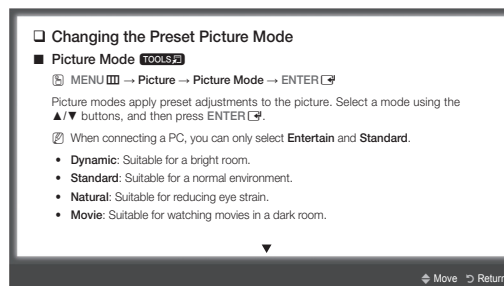 ❑ Changing the Preset Picture Mode
■ Picture Mode TOOLS
MENU → Picture → Picture Mode → ENTER
Picture modes apply preset adjustments to the picture. Select a mode using the
▲/▼ buttons, and then press ENTER.
When connecting a PC, you can only select Entertain and Standard.
• Dynamic: Suitable for a bright room.
• Standard: Suitable for a normal environment.
• Natural: Suitable for reducing eye strain.
• Movie: Suitable for watching movies in a dark room.
▼
Move Return